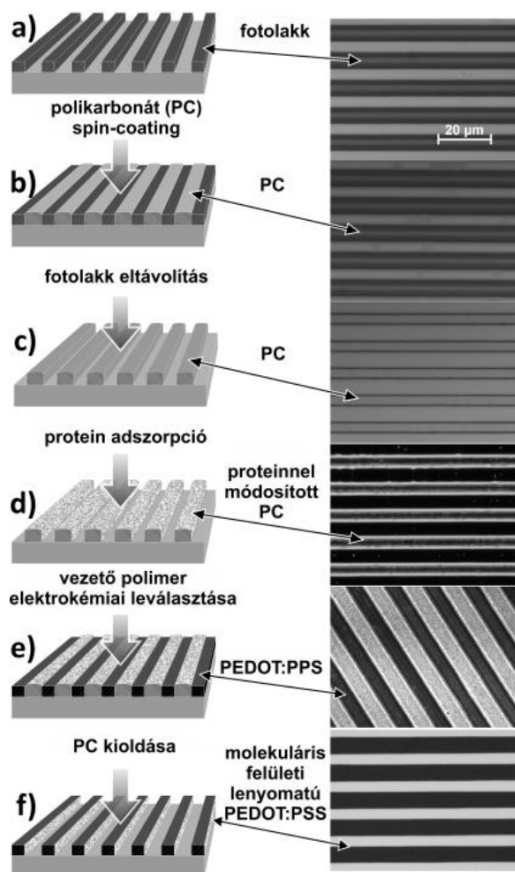 a)
fotolakk
polikarbonát (PC)
spin-coating
20 µm
b)
PC
fotolakk eltávolítás
c)
PC
protein adszorpció
d)
proteinnel
módosított
PC
vezető polimer
elektrokémiai leválasztása
e)
PEDOT:PPS
PC kioldása
f)
molekuláris
felületi
lenyomatú
PEDOT:PSS